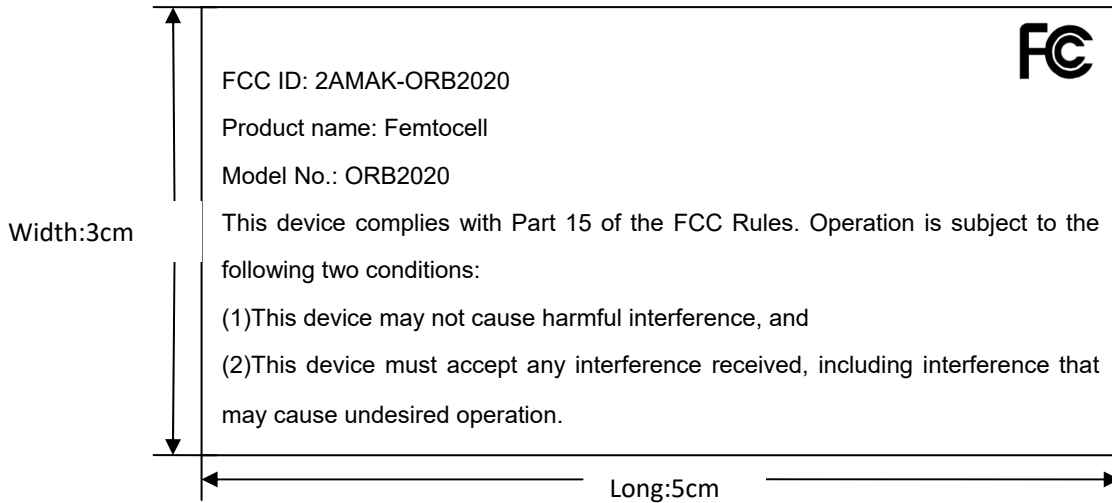 FC
FCC ID: 2AMAK-ORB2020
Product name: Femtocell
Model No.: ORB2020
Width:3cm
This device complies with Part 15 of the FCC Rules. Operation is subject to the
following two conditions:
(1)This device may not cause harmful interference, and
(2)This device must accept any interference received, including interference that
may cause undesired operation.
Long:5cm